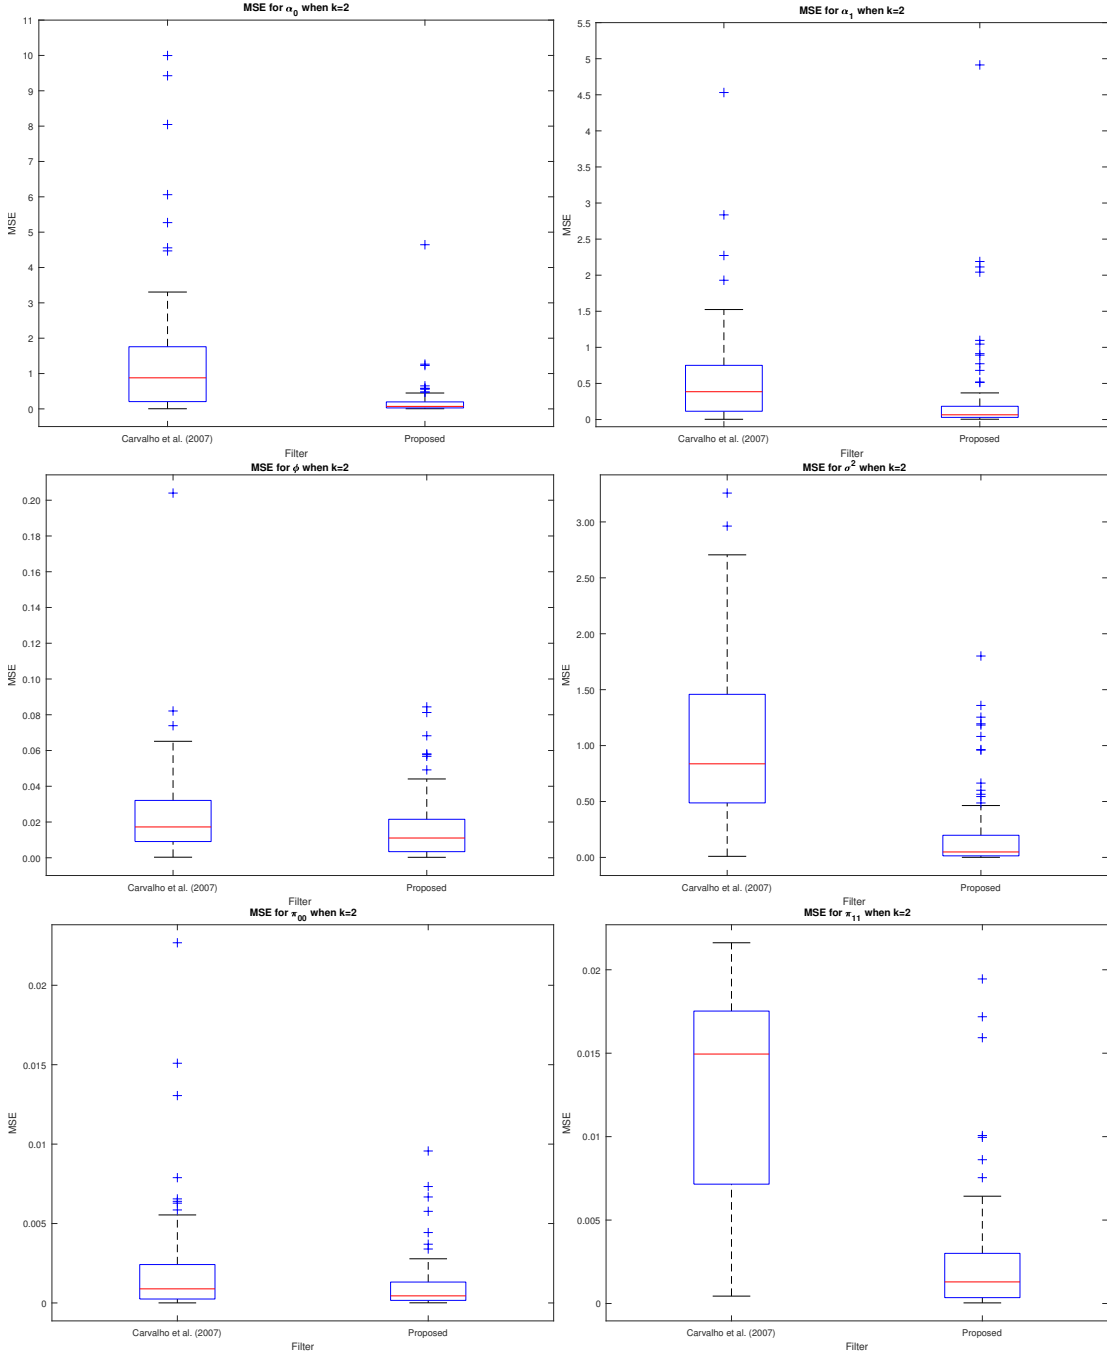 MSE for α0 when k=2
11
10
9
8
7
6
5
4
3
2
1
0
MSE
Carvalho et al. (2007)
Proposed
Filter
MSE for α1 when k=2
5.5
5
4.5
4
3.5
3
2.5
2
1.5
1
0.5
0
MSE
Carvalho et al. (2007)
Proposed
Filter
MSE for ϕ when k=2
0.20
0.18
0.16
0.14
0.12
0.10
0.08
0.06
0.04
0.02
0.00
MSE
Carvalho et al. (2007)
Proposed
Filter
MSE for σ² when k=2
3.00
2.50
2.00
1.50
1.00
0.50
0.00
MSE
Carvalho et al. (2007)
Proposed
Filter
MSE for π00 when k=2
0.02
0.015
0.01
0.005
0
MSE
Carvalho et al. (2007)
Proposed
Filter
MSE for π11 when k=2
0.02
0.015
0.01
0.005
0
MSE
Carvalho et al. (2007)
Proposed
Filter